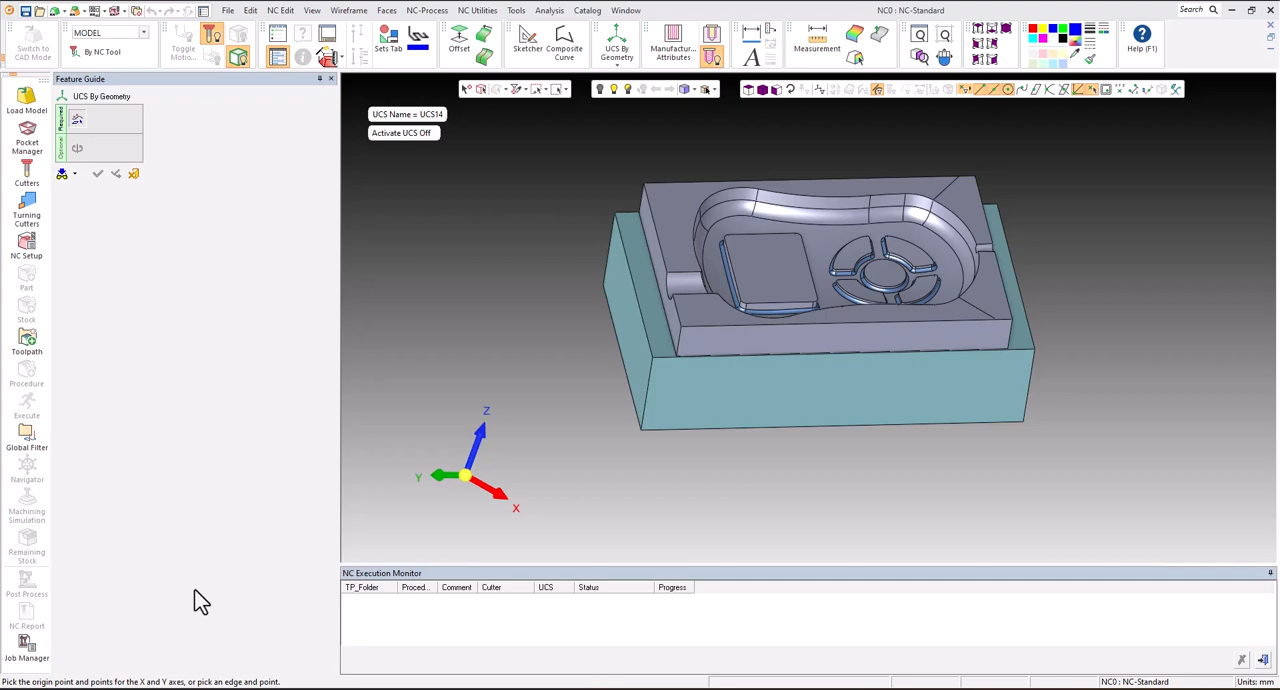 File Edit View Wireframe Faces NC-Process NC Utilities Tools Analysis Catalog Window
NC0 : NC-Standard
Search
Switch to CAD Mode
MODEL
By NC Tool
Toggle Motio...
Sets Tab
Offset
Sketcher
Composite Curve
UCS By Geometry
Manufactur... Attributes
Measurement
Help (F1)
Feature Guide
UCS By Geometry
Required
Optional
Load Model
Pocket Manager
Cutters
Turning Cutters
NC Setup
Part
Stock
Toolpath
Procedure
Execute
Global Filter
Navigator
Machining Simulation
Remaining Stock
Post Process
NC Report
Job Manager
UCS Name = UCS14
Activate UCS Off
Z
Y
X
NC Execution Monitor
TP_Folder Proced... Comment Cutter UCS Status Progress
Pick the origin point and points for the X and Y axes, or pick an edge and point.
NC0 : NC-Standard
Units: mm